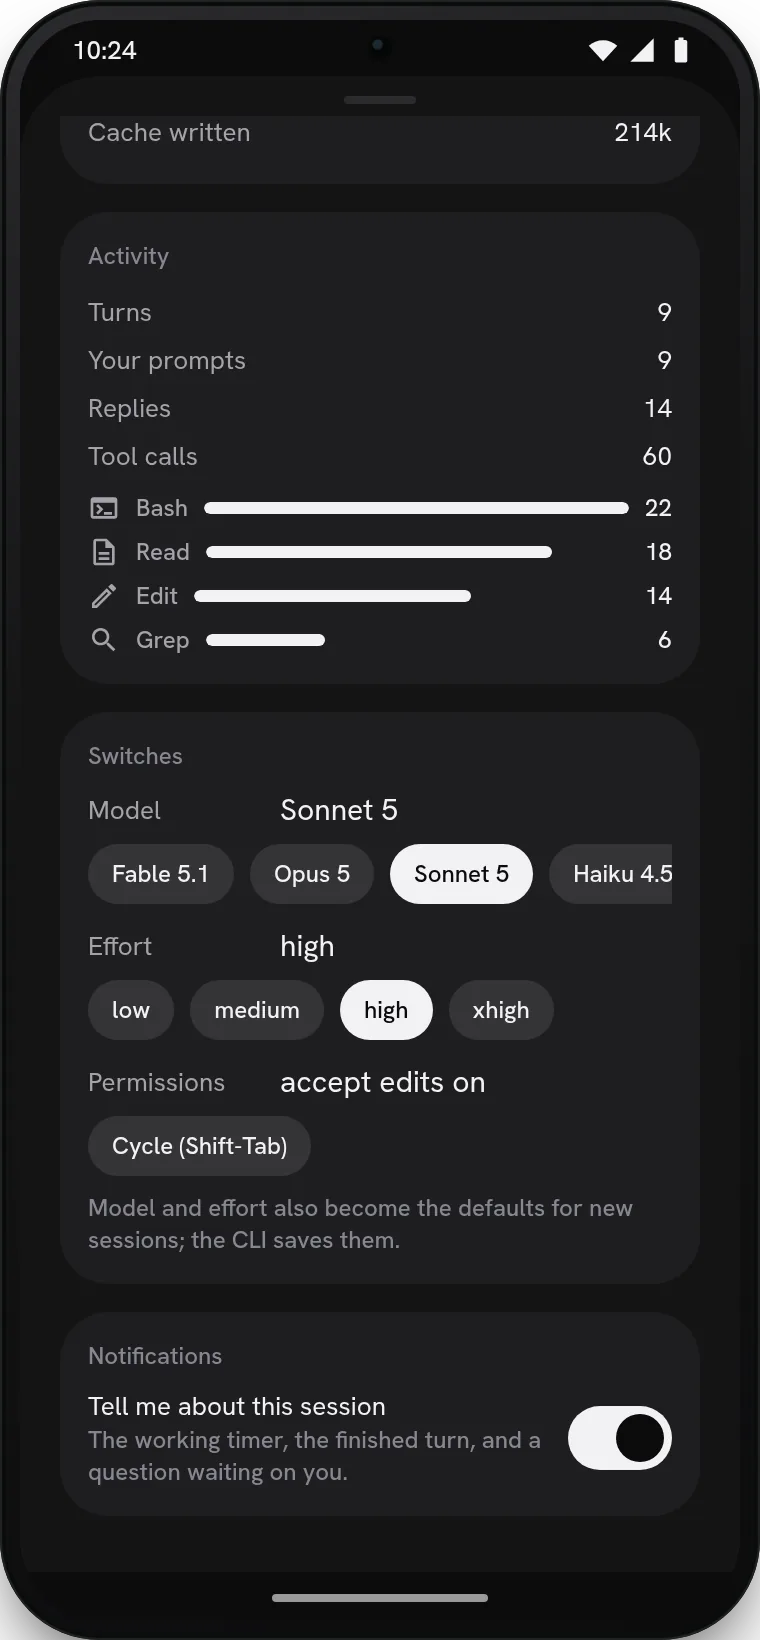 10:24
Cache written 214k
Activity
Turns 9
Your prompts 9
Replies 14
Tool calls 60
Bash 22
Read 18
Edit 14
Grep 6
Switches
Model Sonnet 5
Fable 5.1 Opus 5 Sonnet 5 Haiku 4.5
Effort high
low medium high xhigh
Permissions accept edits on
Cycle (Shift-Tab)
Model and effort also become the defaults for new
sessions; the CLI saves them.
Notifications
Tell me about this session
The working timer, the finished turn, and a
question waiting on you.